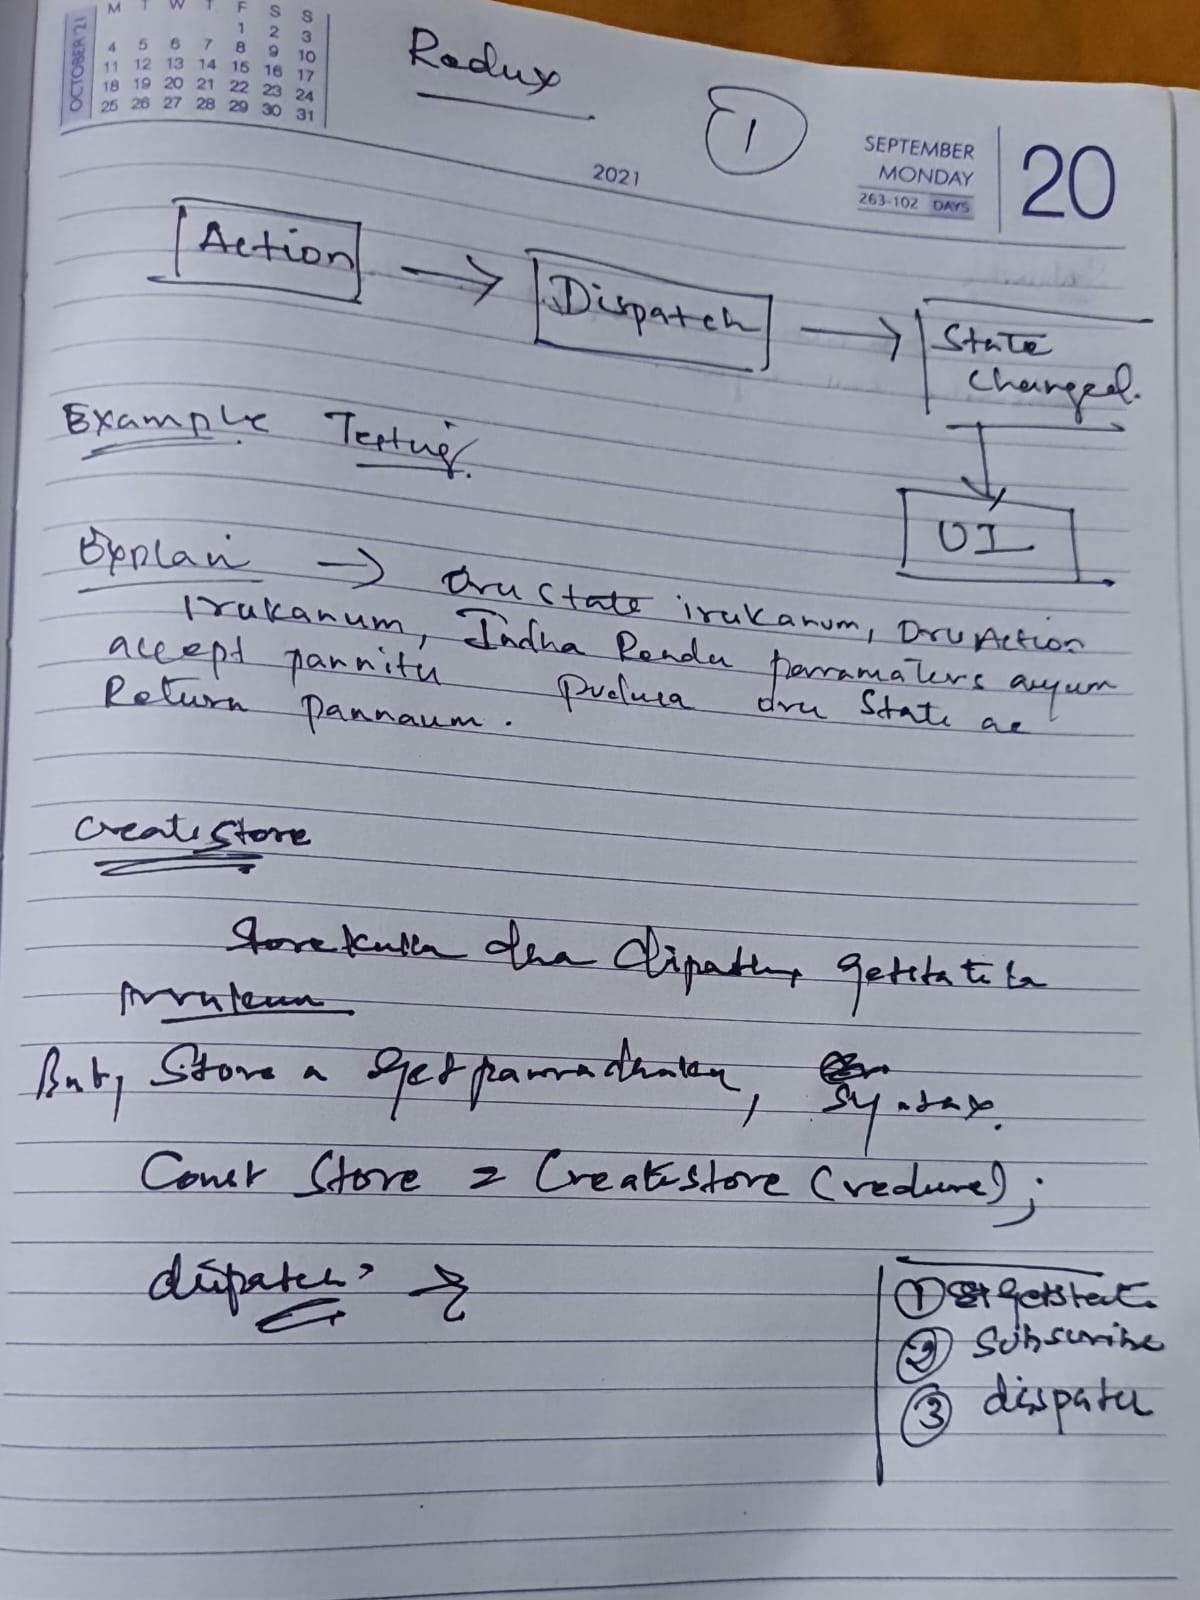 OCTOBER '21
M T W T F S S
1 2 3
4 5 6 7 8 9 10
11 12 13 14 15 16 17
18 19 20 21 22 23 24
25 26 27 28 29 30 31
Redux
1
2021
SEPTEMBER
MONDAY
263-102 DAYS
20
Action
Dispatch
State
changed.
UI
Example Testing.
Explain → Oru State irukanum, Oru Action
irukanum, Indha Rendu parramaters ayum
accept pannitu pudusa oru State ae
Return pannaum.
Createstore
Store kulla dha dipatch, getstate la
But, Store a get pannradhuku, Syntax.
Const Store = Createstore (reducer);
dispatch →
① getstate
② Subscribe
③ dispatch